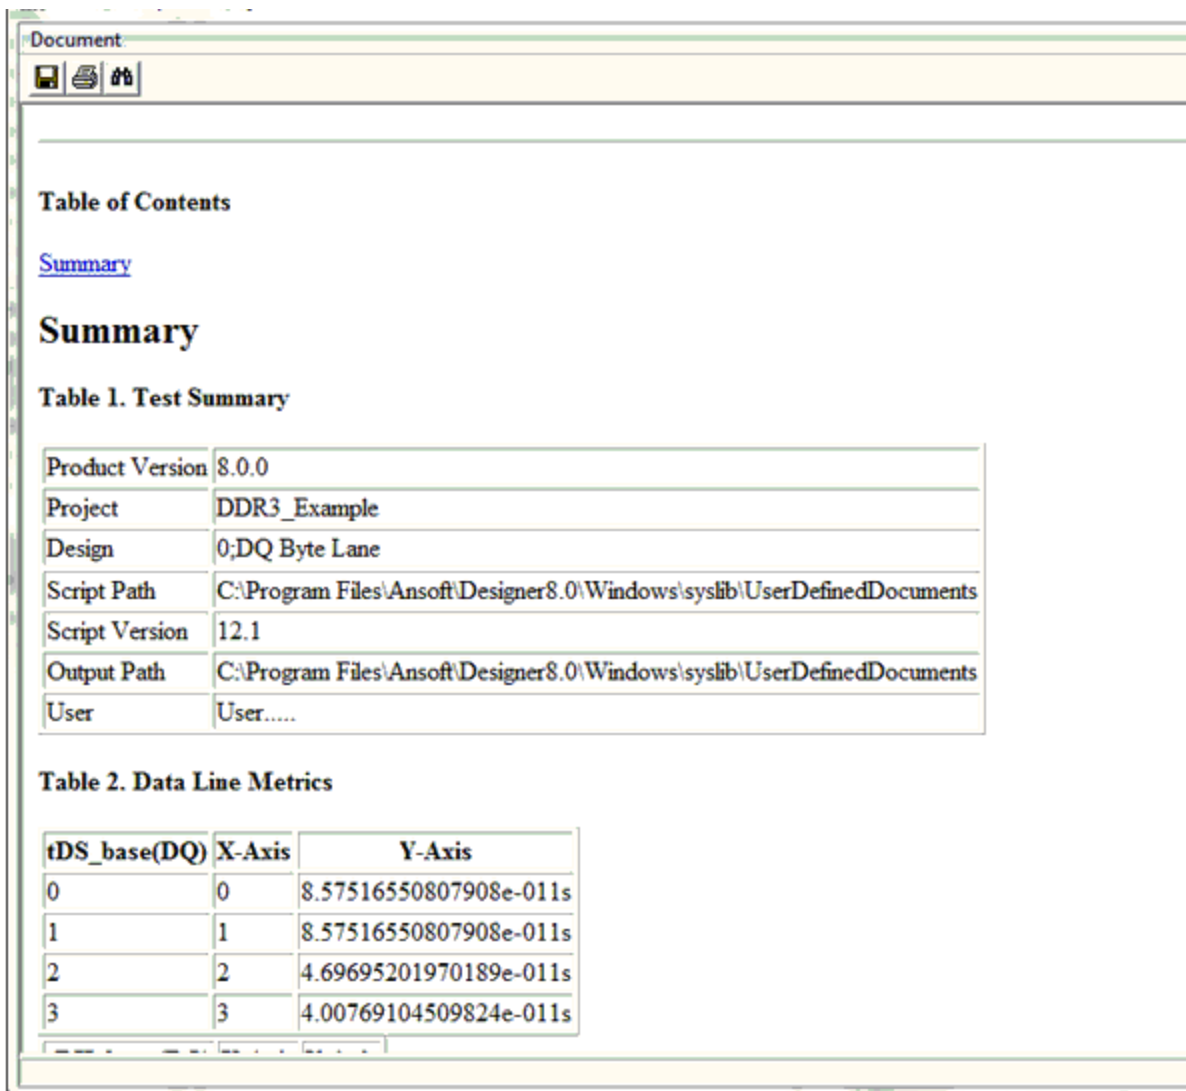 Document
Table of Contents
Summary
Summary
Table 1. Test Summary
Product Version 8.0.0
Project DDR3_Example
Design 0;DQ Byte Lane
Script Path C:\Program Files\Ansoft\Designer8.0\Windows\syslib\UserDefinedDocuments
Script Version 12.1
Output Path C:\Program Files\Ansoft\Designer8.0\Windows\syslib\UserDefinedDocuments
User User.....
Table 2. Data Line Metrics
tDS_base(DQ) X-Axis Y-Axis
0 0 8.57516550807908e-011s
1 1 8.57516550807908e-011s
2 2 4.69695201970189e-011s
3 3 4.00769104509824e-011s